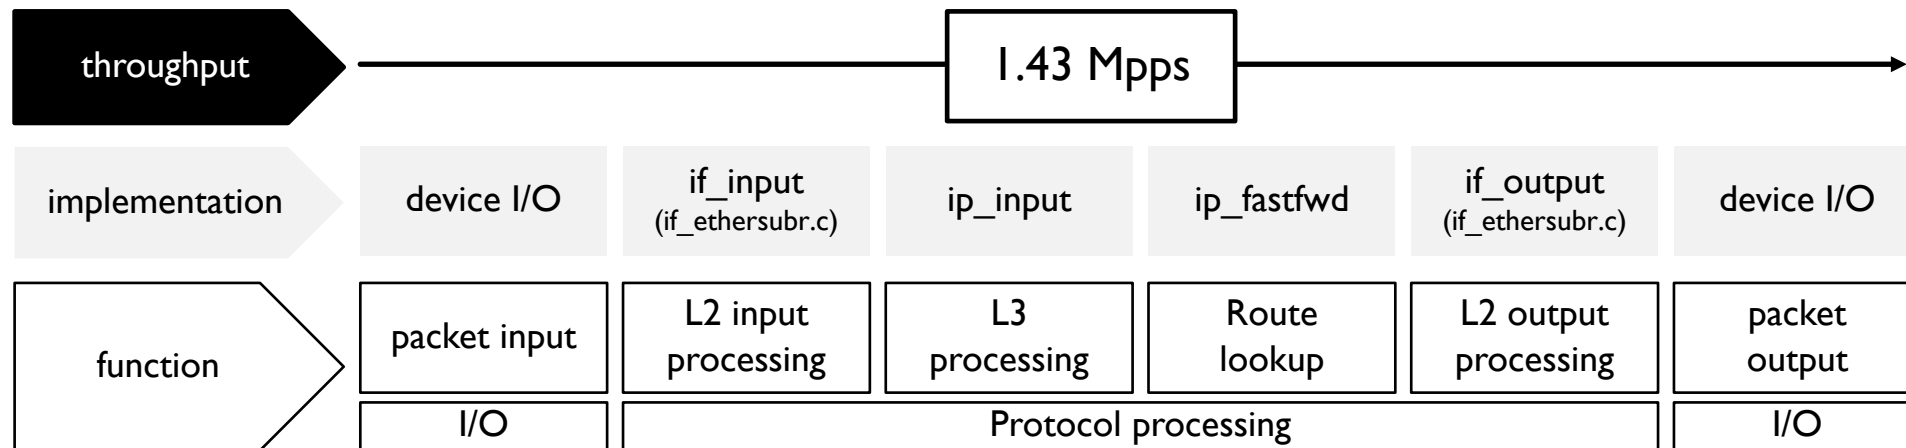 throughput
1.43 Mpps
implementation
device I/O
if_input
(if_ethersubr.c)
ip_input
ip_fastfwd
if_output
(if_ethersubr.c)
device I/O
function
packet input
L2 input
processing
L3
processing
Route
lookup
L2 output
processing
packet
output
I/O
Protocol processing
I/O